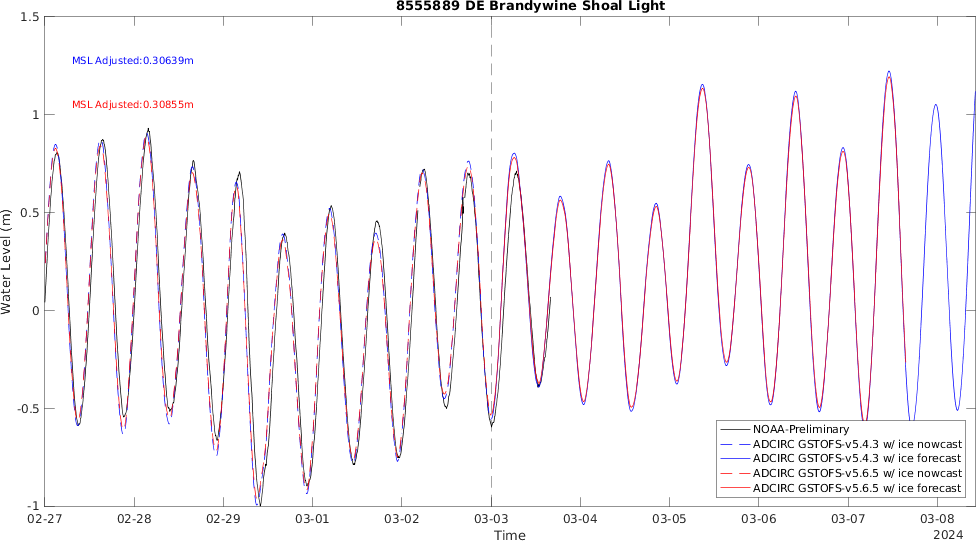 8555889 DE Brandywine Shoal Light
MSL Adjusted:0.30639m
MSL Adjusted:0.30855m
Water Level (m)
1.5
1
0.5
0
-0.5
-1
NOAA-Preliminary
ADCIRC GSTOFS-v5.4.3 w/ ice nowcast
ADCIRC GSTOFS-v5.4.3 w/ ice forecast
ADCIRC GSTOFS-v5.6.5 w/ ice nowcast
ADCIRC GSTOFS-v5.6.5 w/ ice forecast
02-27 02-28 02-29 03-01 03-02 03-03 03-04 03-05 03-06 03-07 03-08
Time
2024